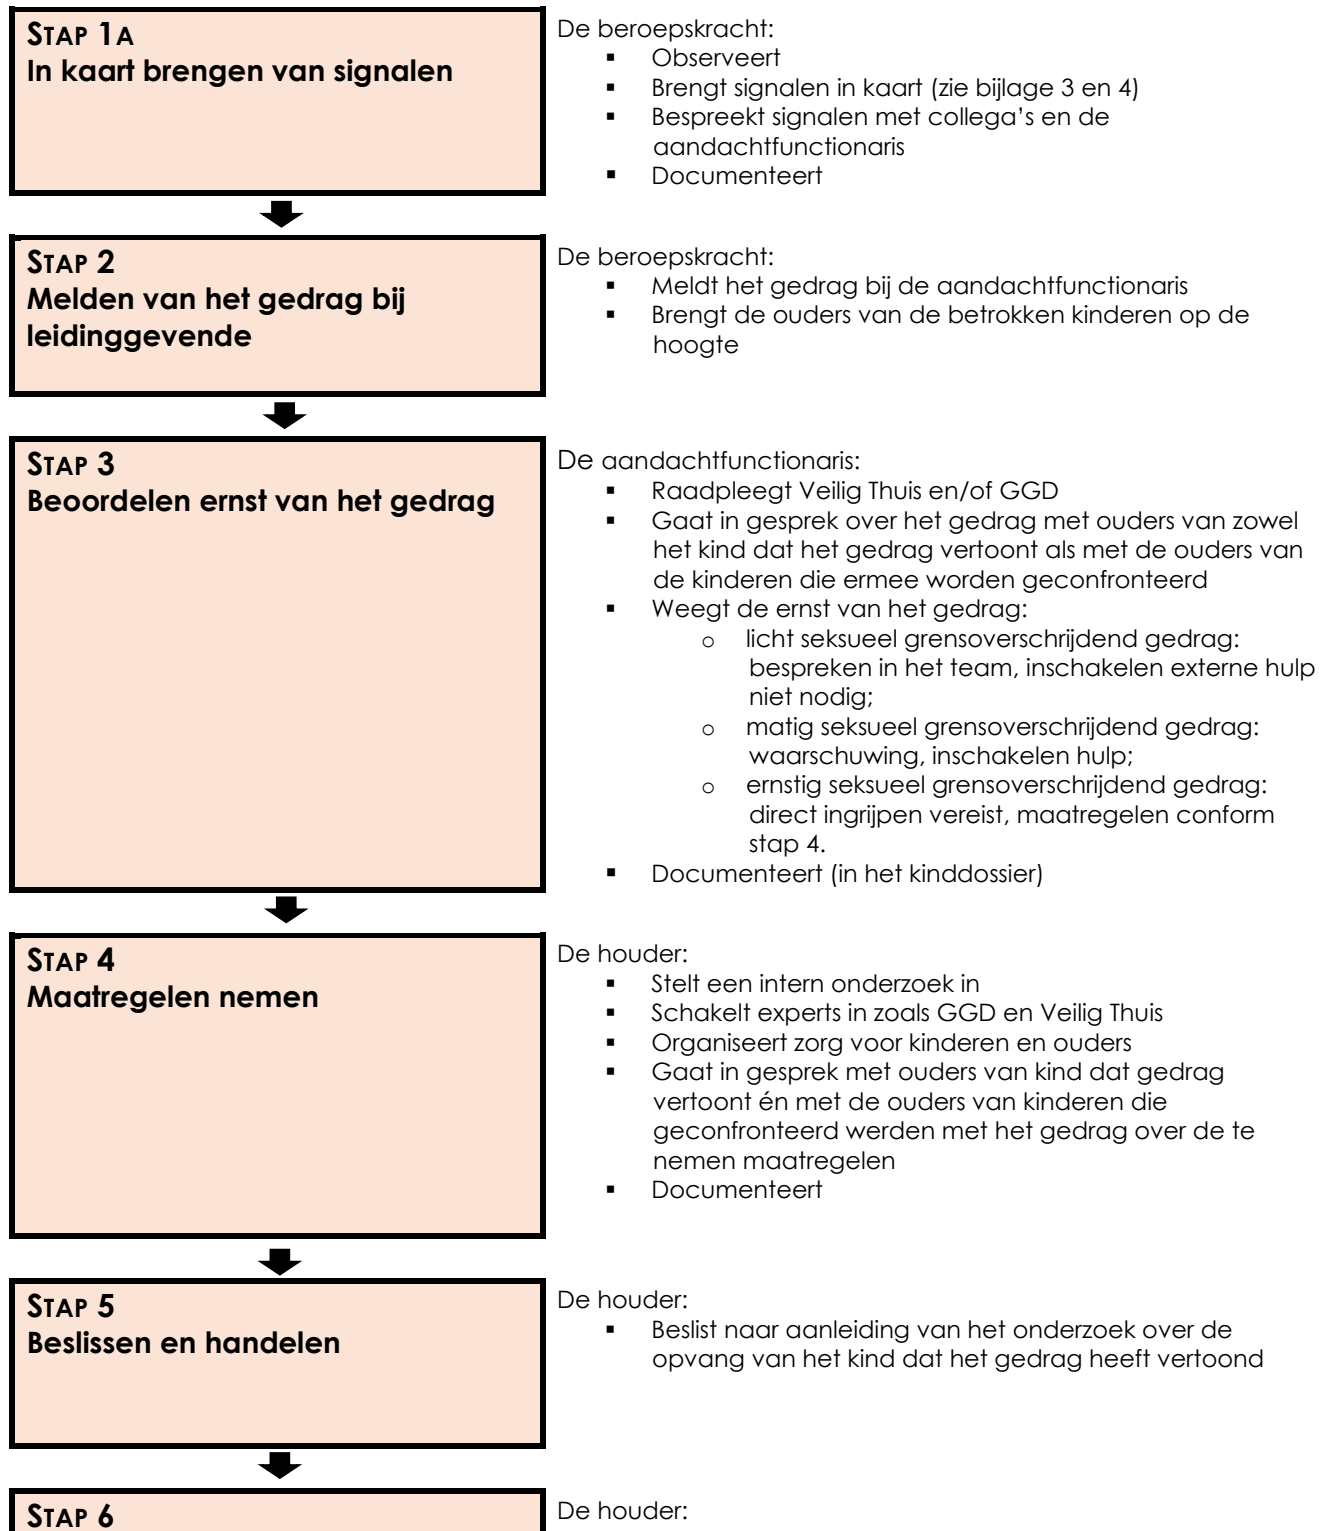 STAP 1A
In kaart brengen van signalen
De beroepskracht:
▪ Observeert
▪ Brengt signalen in kaart (zie bijlage 3 en 4)
▪ Bespreekt signalen met collega's en de
aandachtfunctionaris
▪ Documenteert
STAP 2
Melden van het gedrag bij
leidinggevende
De beroepskracht:
▪ Meldt het gedrag bij de aandachtfunctionaris
▪ Brengt de ouders van de betrokken kinderen op de
hoogte
STAP 3
Beoordelen ernst van het gedrag
De aandachtfunctionaris:
▪ Raadpleegt Veilig Thuis en/of GGD
▪ Gaat in gesprek over het gedrag met ouders van zowel
het kind dat het gedrag vertoont als met de ouders van
de kinderen die ermee worden geconfronteerd
▪ Weegt de ernst van het gedrag:
o licht seksueel grensoverschrijdend gedrag:
bespreken in het team, inschakelen externe hulp
niet nodig;
o matig seksueel grensoverschrijdend gedrag:
waarschuwing, inschakelen hulp;
o ernstig seksueel grensoverschrijdend gedrag:
direct ingrijpen vereist, maatregelen conform
stap 4.
▪ Documenteert (in het kinddossier)
STAP 4
Maatregelen nemen
De houder:
▪ Stelt een intern onderzoek in
▪ Schakelt experts in zoals GGD en Veilig Thuis
▪ Organiseert zorg voor kinderen en ouders
▪ Gaat in gesprek met ouders van kind dat gedrag
vertoont én met de ouders van kinderen die
geconfronteerd werden met het gedrag over de te
nemen maatregelen
▪ Documenteert
STAP 5
Beslissen en handelen
De houder:
▪ Beslist naar aanleiding van het onderzoek over de
opvang van het kind dat het gedrag heeft vertoond
STAP 6
De houder: